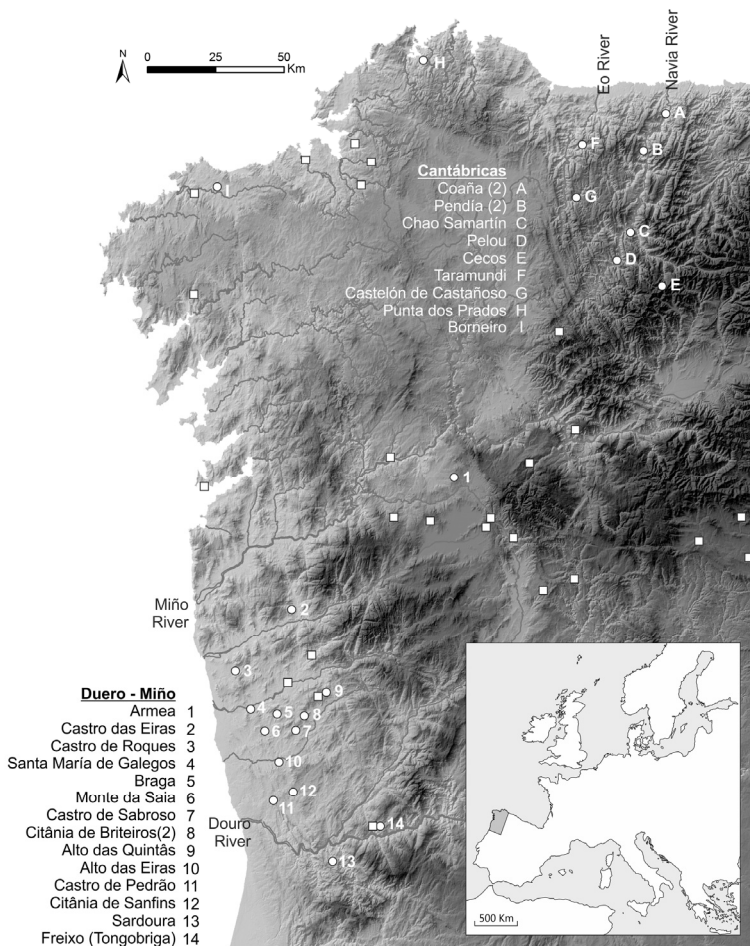 N
0 25 50
Km
Eo River
Navia River
H
A
F
B
I
G
C
D
E
Cantábricas
Coaña (2) A
Pendía (2) B
Chao Samartín C
Pelou D
Cecos E
Taramundi F
Castelón de Castañoso G
Punta dos Prados H
Borneiro I
1
Miño
River
2
3
9
4
5
8
6
7
10
12
11
Douro
River
14
13
Duero - Miño
Armea 1
Castro das Eiras 2
Castro de Roques 3
Santa María de Galegos 4
Braga 5
Monte da Saia 6
Castro de Sabroso 7
Citânia de Briteiros(2) 8
Alto das Quintâs 9
Alto das Eiras 10
Castro de Pedrão 11
Citânia de Sanfins 12
Sardoura 13
Freixo (Tongobriga) 14
500 Km